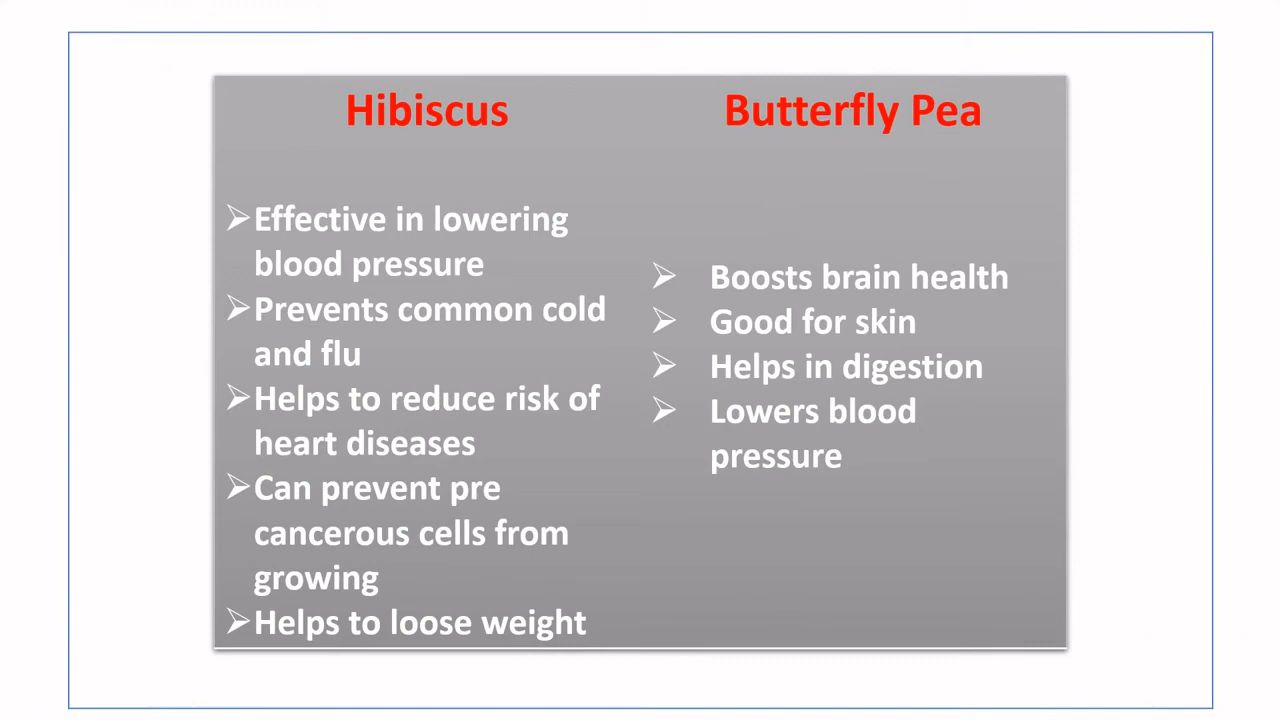 Hibiscus
Effective in lowering
blood pressure
Prevents common cold
and flu
Helps to reduce risk of
heart diseases
Can prevent pre
cancerous cells from
growing
Helps to loose weight
Butterfly Pea
Boosts brain health
Good for skin
Helps in digestion
Lowers blood
pressure